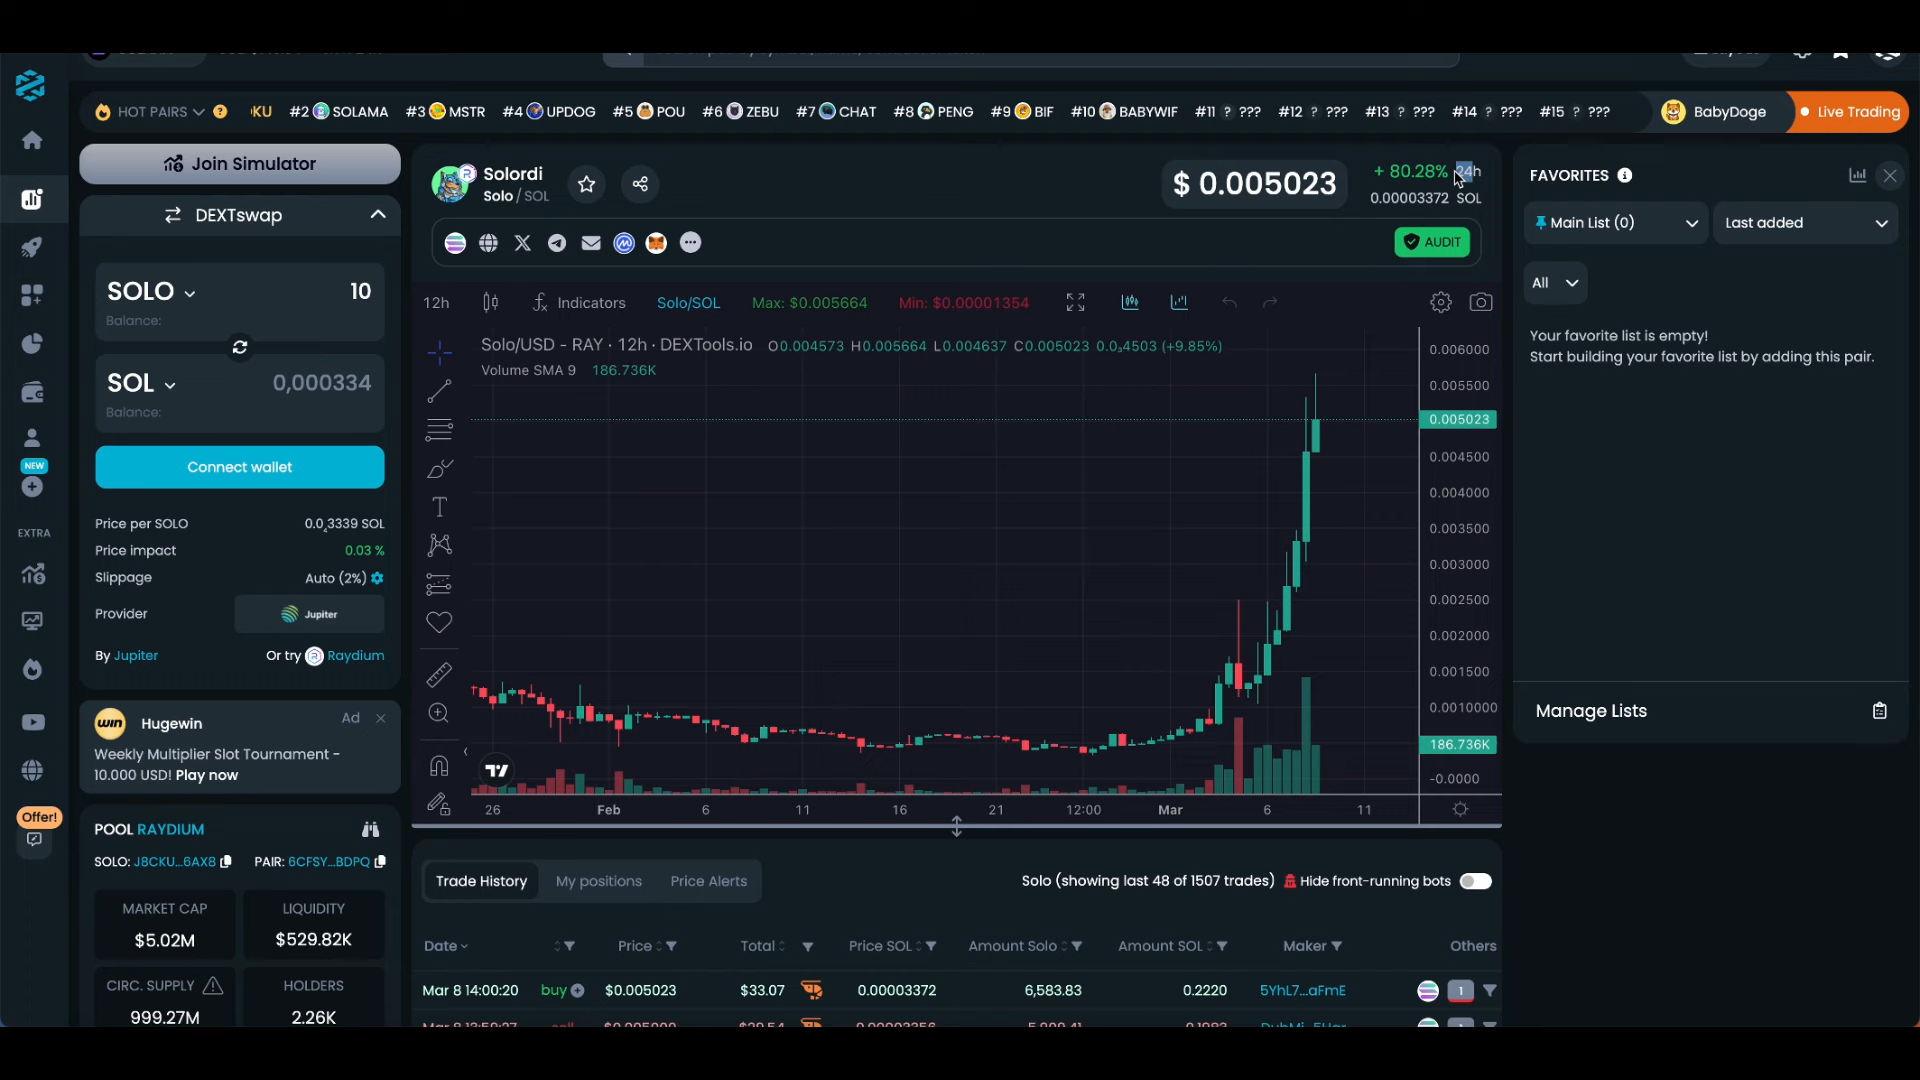 HOT PAIRS ? KU #2 SOLAMA #3 MSTR #4 UPDOG #5 POU #6 ZEBU #7 CHAT #8 PENG #9 BIF #10 BABYWIF #11 ? ??? #12 ? ??? #13 ? ??? #14 ? ??? #15 ? ??? BabyDoge Live Trading
Join Simulator
DEXTswap
SOLO 10
Balance:
SOL 0,000334
Balance:
Connect wallet
Price per SOLO 0.0₄3339 SOL
Price impact 0.03 %
Slippage Auto (2%)
Provider Jupiter
By Jupiter Or try Raydium
NEW
EXTRA
Offer!
win Hugewin Ad
Weekly Multiplier Slot Tournament -
10.000 USD! Play now
POOL RAYDIUM
SOLO: J8CKU...6AX8 PAIR: 6CFSY...BDPQ
MARKET CAP LIQUIDITY
$5.02M $529.82K
CIRC. SUPPLY HOLDERS
999.27M 2.26K
Solordi
Solo / SOL
$ 0.005023
+ 80.28% 24h
0.00003372 SOL
AUDIT
12h Indicators Solo/SOL Max: $0.005664 Min: $0.00001354
Solo/USD - RAY · 12h · DEXTools.io O0.004573 H0.005664 L0.004637 C0.005023 0.0₃4503 (+9.85%)
Volume SMA 9 186.736K
0.006000
0.005500
0.005023
0.004500
0.004000
0.003500
0.003000
0.002500
0.002000
0.001500
0.0010000
186.736K
-0.0000
26 Feb 6 11 16 21 12:00 Mar 6 11
Trade History My positions Price Alerts Solo (showing last 48 of 1507 trades) Hide front-running bots
Date Price Total Price SOL Amount Solo Amount SOL Maker Others
Mar 8 14:00:20 buy $0.005023 $33.07 0.00003372 6,583.83 0.2220 5YhL7...aFmE 1
FAVORITES
Main List (0) Last added
All
Your favorite list is empty!
Start building your favorite list by adding this pair.
Manage Lists